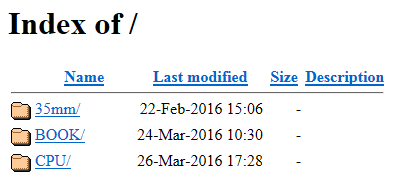 Index of /
Name Last modified Size Description
35mm/ 22-Feb-2016 15:06 -
BOOK/ 24-Mar-2016 10:30 -
CPU/ 26-Mar-2016 17:28 -